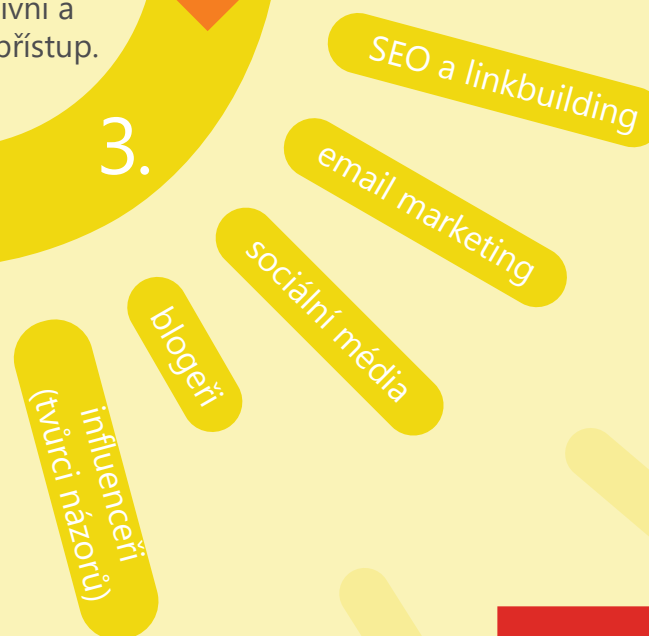 ivní a
přístup.
3.
SEO a linkbuilding
email marketing
sociální média
blogeři
influenceři
(tvůrci názorů)